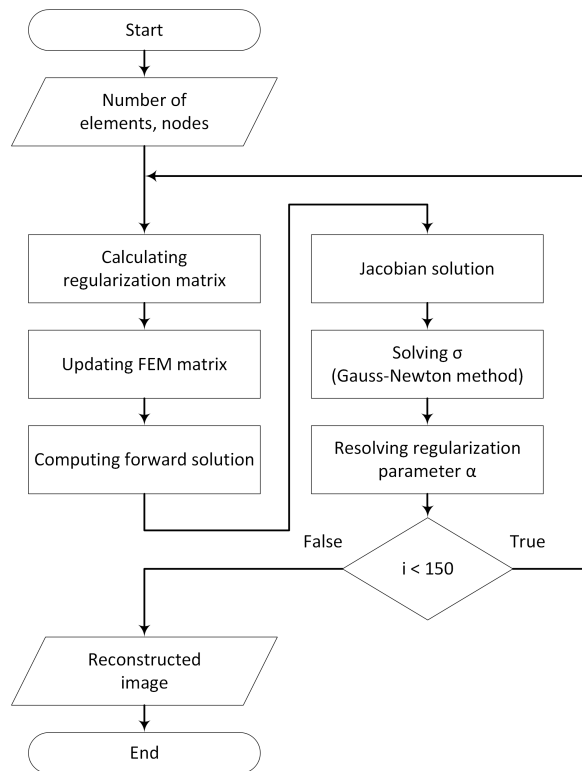 Start
Number of
elements, nodes
Calculating
regularization matrix
Updating FEM matrix
Computing forward solution
Jacobian solution
Solving σ
(Gauss-Newton method)
Resolving regularization
parameter α
False
True
i < 150
Reconstructed
image
End